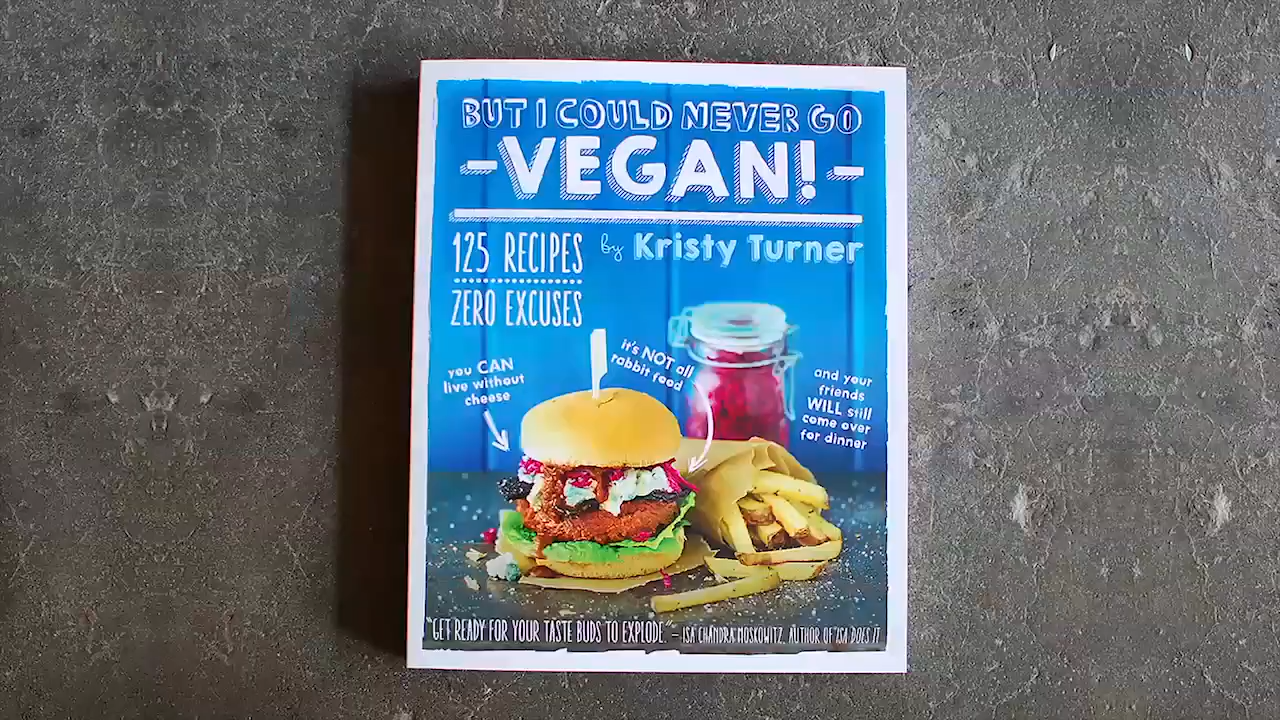 BUT I COULD NEVER GO
-VEGAN!-
125 RECIPES
ZERO EXCUSES
by Kristy Turner
you CAN
live without
cheese
it's NOT all
rabbit food
and your
friends
WILL still
come over
for dinner
"GET READY FOR YOUR TASTE BUDS TO EXPLODE." – ISA CHANDRA MOSKOWITZ, AUTHOR OF ISA DOES IT